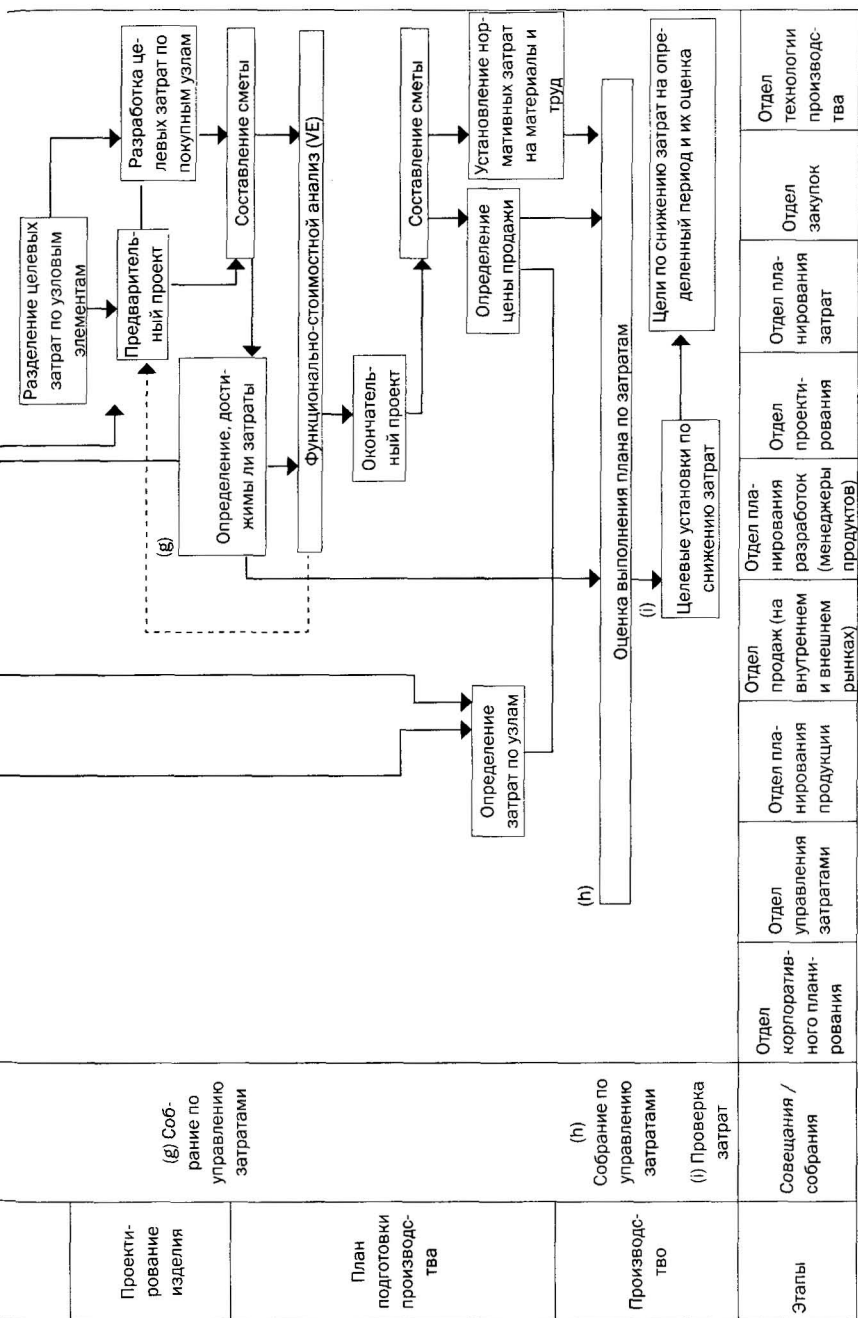 Разделение целевых
затрат по узловым
элементам
Разработка це-
левых затрат по
покупным узлам
Предваритель-
ный проект
Составление сметы
(g)
Определение, дости-
жимы ли затраты
Функционально-стоимостной анализ (VE)
Окончатель-
ный проект
Составление сметы
Установление нор-
мативных затрат
на материалы и
труд
Определение
цены продажи
Определение
затрат по узлам
(h)
Оценка выполнения плана по затратам
(i)
Целевые установки по
снижению затрат
Цели по снижению затрат на опре-
деленный период и их оценка
(g) Соб-
рание по
управлению
затратами
(h)
Собрание по
управлению
затратами
(i) Проверка
затрат
Проекти-
рование
изделия
План
подготовки
производс-
тва
Производс-
тво
Этапы
Совещания /
собрания
Отдел
корпоратив-
ного плани-
рования
Отдел
управления
затратами
Отдел пла-
нирования
продукции
Отдел
продаж (на
внутреннем
и внешнем
рынках)
Отдел пла-
нирования
разработок
(менеджеры
продуктов)
Отдел
проекти-
рования
Отдел пла-
нирования
затрат
Отдел
закупок
Отдел
технологии
производс-
тва